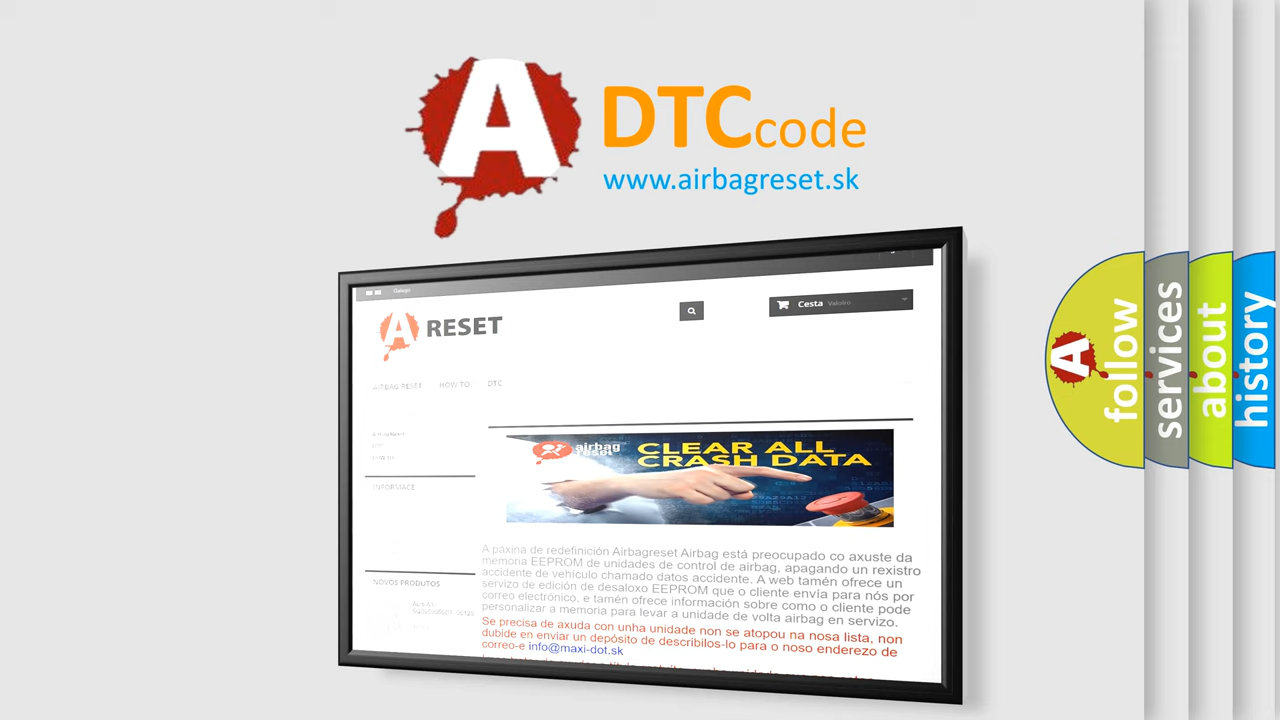 A DTC code
www.airbagreset.sk
Galego
A RESET
Cesta Valeiro
AIRBAG RESET HOW TO DTC
INFORMACE
airbag
reset
CLEAR ALL
CRASH DATA
A páxina de redefinición Airbagreset Airbag está preocupado co axuste da
memoria EEPROM de unidades de control de airbag, apagando un rexistro
accidente de vehículo chamado datos accidente. A web tamén ofrece un
servizo de edición de desaloxo EEPROM que o cliente envía para nós por
correo electrónico, e tamén ofrece información sobre como o cliente pode
personalizar a memoria para levar a unidade de volta airbag en servizo.
NOVOS PRODUTOS
Se precisa de axuda con unha unidade non se atopou na nosa lista, non
dubide en enviar un depósito de describilos-lo para o noso enderezo de
correo-e info@maxi-dot.sk
A follow
services
about
history